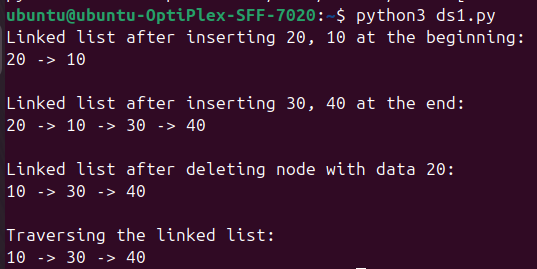 ubuntu@ubuntu-OptiPlex-SFF-7020:~$ python3 ds1.py
Linked list after inserting 20, 10 at the beginning:
20 -> 10
Linked list after inserting 30, 40 at the end:
20 -> 10 -> 30 -> 40
Linked list after deleting node with data 20:
10 -> 30 -> 40
Traversing the linked list:
10 -> 30 -> 40